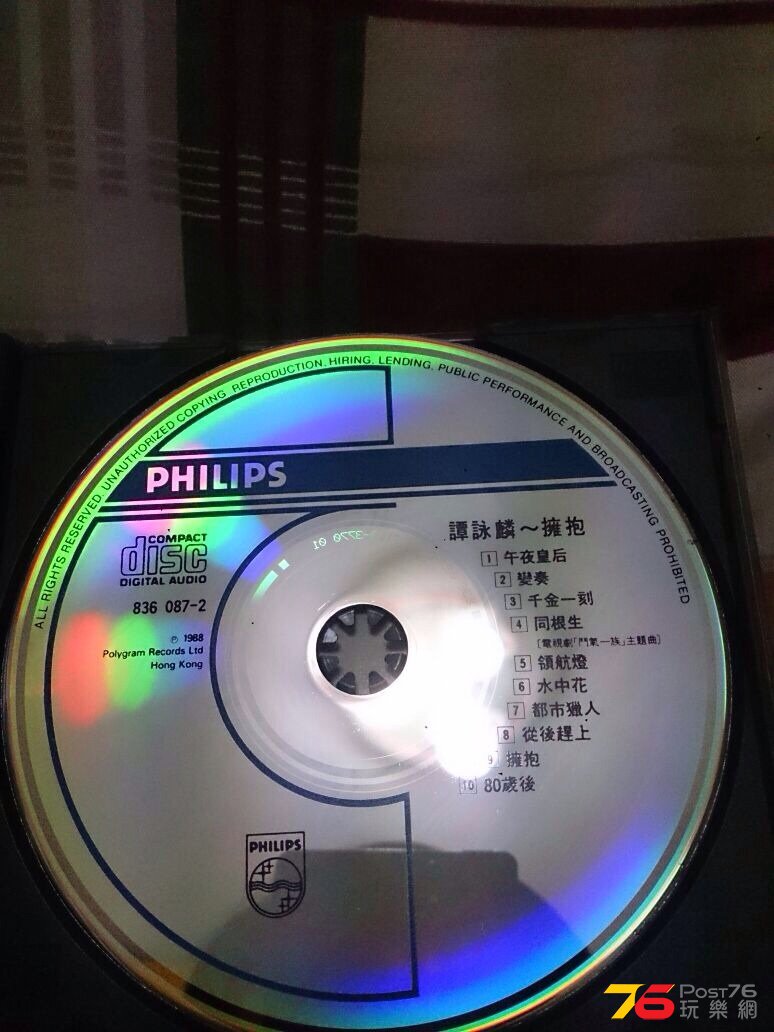 ALL RIGHTS RESERVED. UNAUTHORIZED COPYING, REPRODUCTION, HIRING, LENDING, PUBLIC PERFORMANCE AND BROADCASTING PROHIBITED
PHILIPS
COMPACT
disc
DIGITAL AUDIO
836 087-2
℗ 1988
Polygram Records Ltd
Hong Kong
譚詠麟~擁抱
1 午夜皇后
2 變奏
3 千金一刻
4 同根生
〔電視劇「鬥氣一族」主題曲〕
5 領航燈
6 水中花
7 都市獵人
8 從後趕上
9 擁抱
10 80歲後
PHILIPS
76 POST76
玩樂網